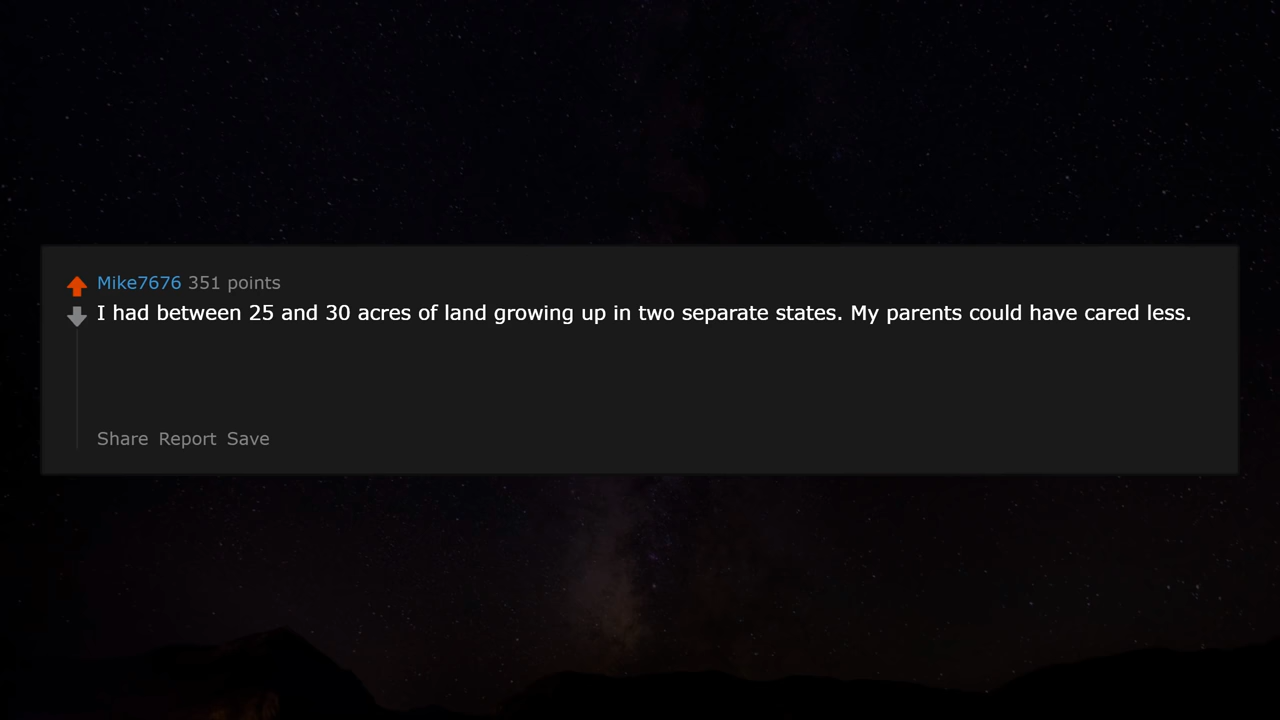 Mike7676 351 points
I had between 25 and 30 acres of land growing up in two separate states. My parents could have cared less.
Share Report Save